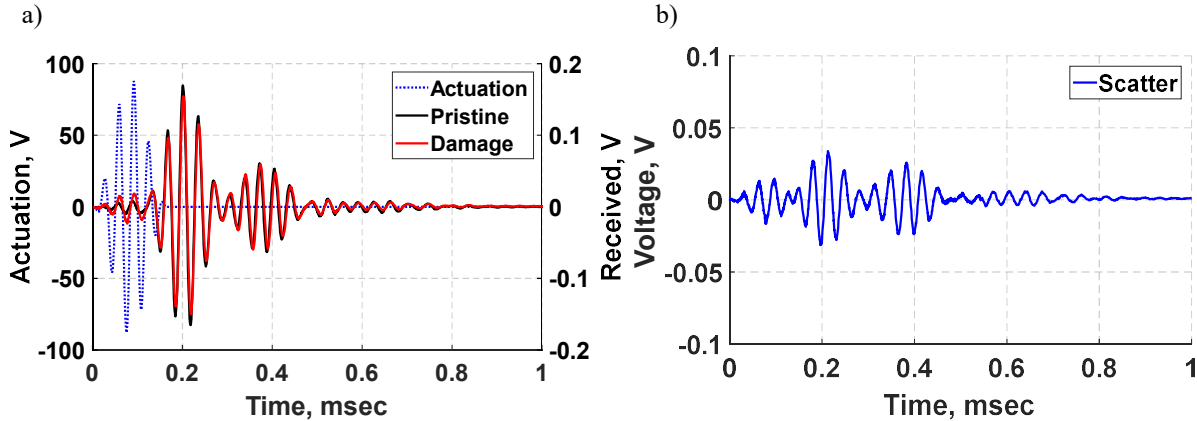 a)
100
50
0
-50
-100
Actuation, V
0.2
0.1
0
-0.1
-0.2
Received, V
Actuation
Pristine
Damage
0 0.2 0.4 0.6 0.8 1
Time, msec
b)
0.1
0.05
0
-0.05
-0.1
Voltage, V
Scatter
0 0.2 0.4 0.6 0.8 1
Time, msec